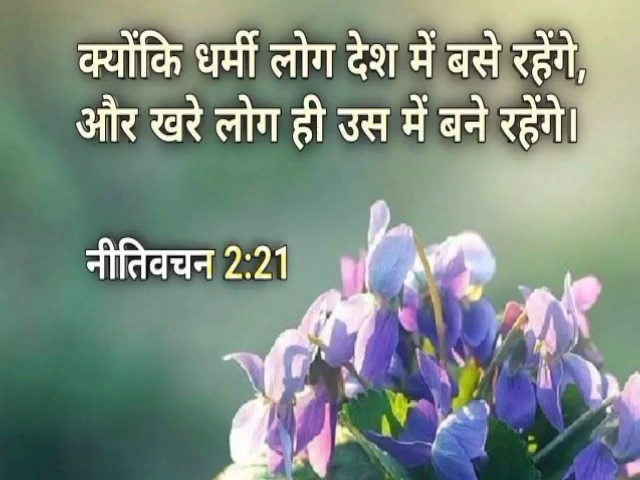 क्योंकि धर्मी लोग देश में बसे रहेंगे,
और खरे लोग ही उस में बने रहेंगे।
नीतिवचन 2:21